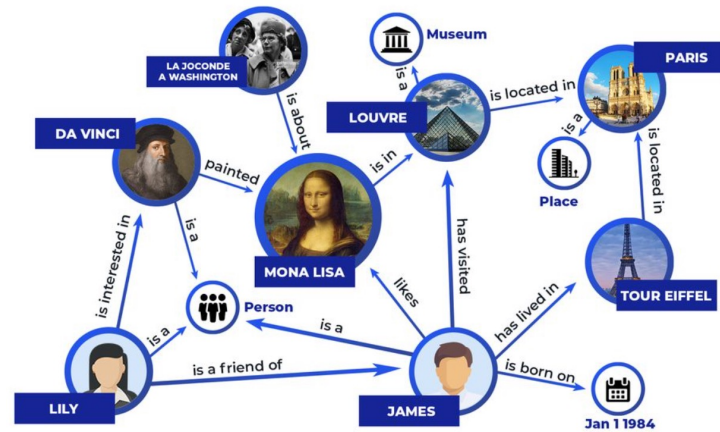 Museum
PARIS
LA JOCONDE
A WASHINGTON
is a
is located in
LOUVRE
DA VINCI
is about
is a
is located in
painted
is in
Place
is interested in
is a
has visited
MONA LISA
likes
has lived in
TOUR EIFFEL
Person
is a
is a
is a friend of
is born on
LILY
JAMES
Jan 1 1984